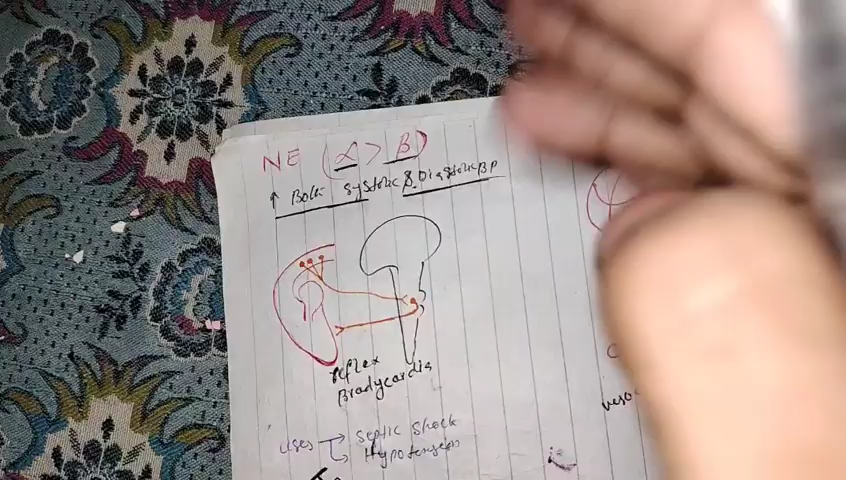 NE (α > β)
↑ Both Systolic & Diastolic BP
reflex
Bradycardia
uses → Septic Shock
↳ Hypotension